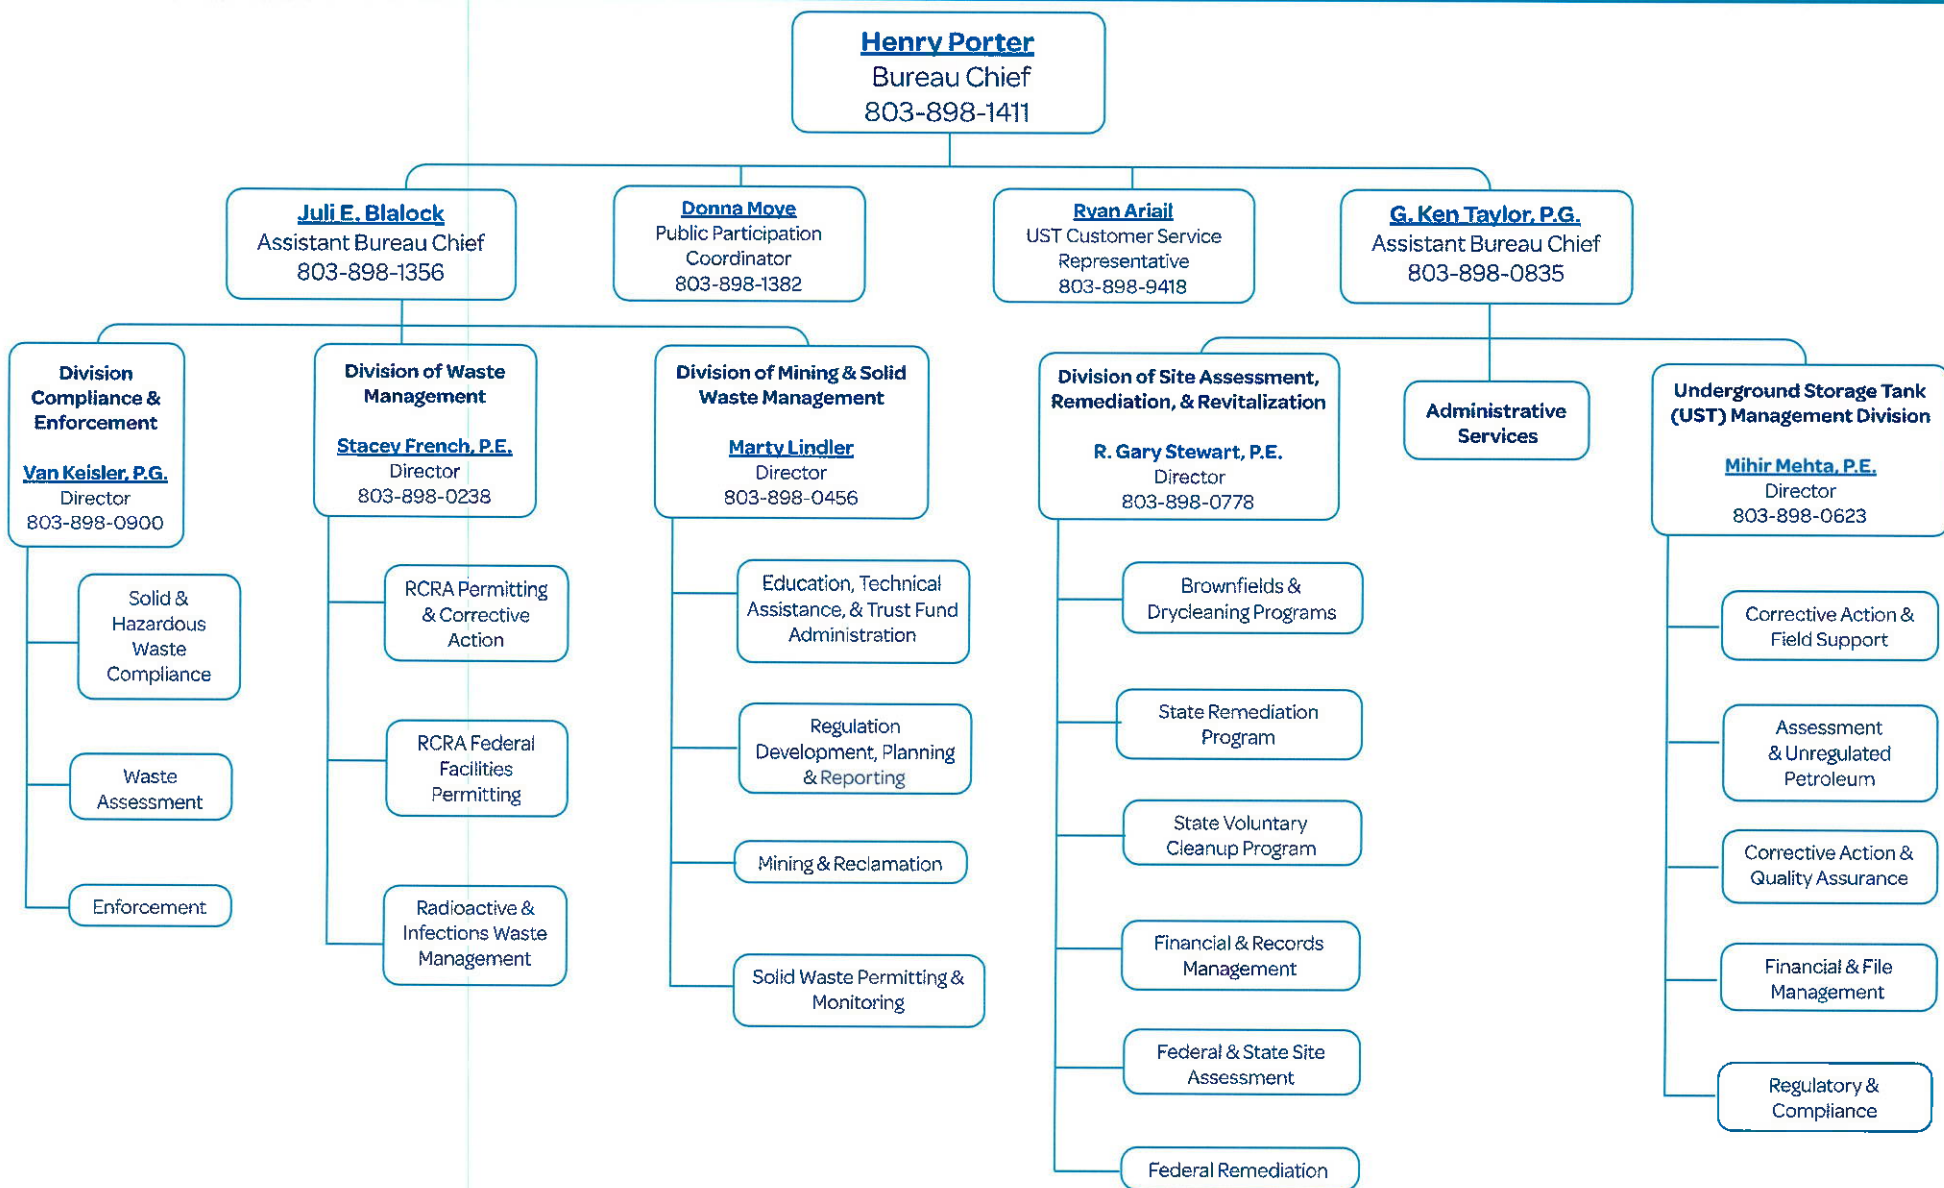 Henry Porter
Bureau Chief
803-898-1411
Juli E. Blalock
Assistant Bureau Chief
803-898-1356
Donna Moye
Public Participation
Coordinator
803-898-1382
Ryan Ariail
UST Customer Service
Representative
803-898-9418
G. Ken Taylor, P.G.
Assistant Bureau Chief
803-898-0835
Division
Compliance &
Enforcement
Van Keisler, P.G.
Director
803-898-0900
Division of Waste
Management
Stacey French, P.E.
Director
803-898-0238
Division of Mining & Solid
Waste Management
Marty Lindler
Director
803-898-0456
Division of Site Assessment,
Remediation, & Revitalization
R. Gary Stewart, P.E.
Director
803-898-0778
Administrative
Services
Underground Storage Tank
(UST) Management Division
Mihir Mehta, P.E.
Director
803-898-0623
Solid &
Hazardous
Waste
Compliance
Waste
Assessment
Enforcement
RCRA Permitting
& Corrective
Action
RCRA Federal
Facilities
Permitting
Radioactive &
Infections Waste
Management
Education, Technical
Assistance, & Trust Fund
Administration
Regulation
Development, Planning
& Reporting
Mining & Reclamation
Solid Waste Permitting &
Monitoring
Brownfields &
Drycleaning Programs
State Remediation
Program
State Voluntary
Cleanup Program
Financial & Records
Management
Federal & State Site
Assessment
Federal Remediation
Corrective Action &
Field Support
Assessment
& Unregulated
Petroleum
Corrective Action &
Quality Assurance
Financial & File
Management
Regulatory &
Compliance